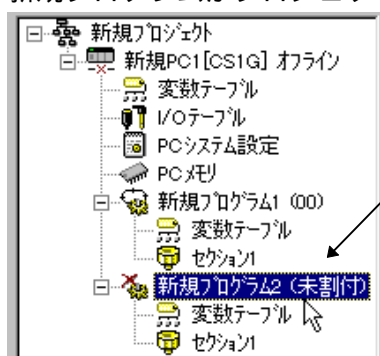 新規ﾌﾟﾛｼﾞｪｸﾄ
新規PC1[CS1G] ｵﾌﾗｲﾝ
変数ﾃｰﾌﾞﾙ
I/Oﾃｰﾌﾞﾙ
PCｼｽﾃﾑ設定
PCﾒﾓﾘ
新規ﾌﾟﾛｸﾞﾗﾑ1 (00)
変数ﾃｰﾌﾞﾙ
ｾｸｼｮﾝ1
新規ﾌﾟﾛｸﾞﾗﾑ2 (未割付)
変数ﾃｰﾌﾞﾙ
ｾｸｼｮﾝ1